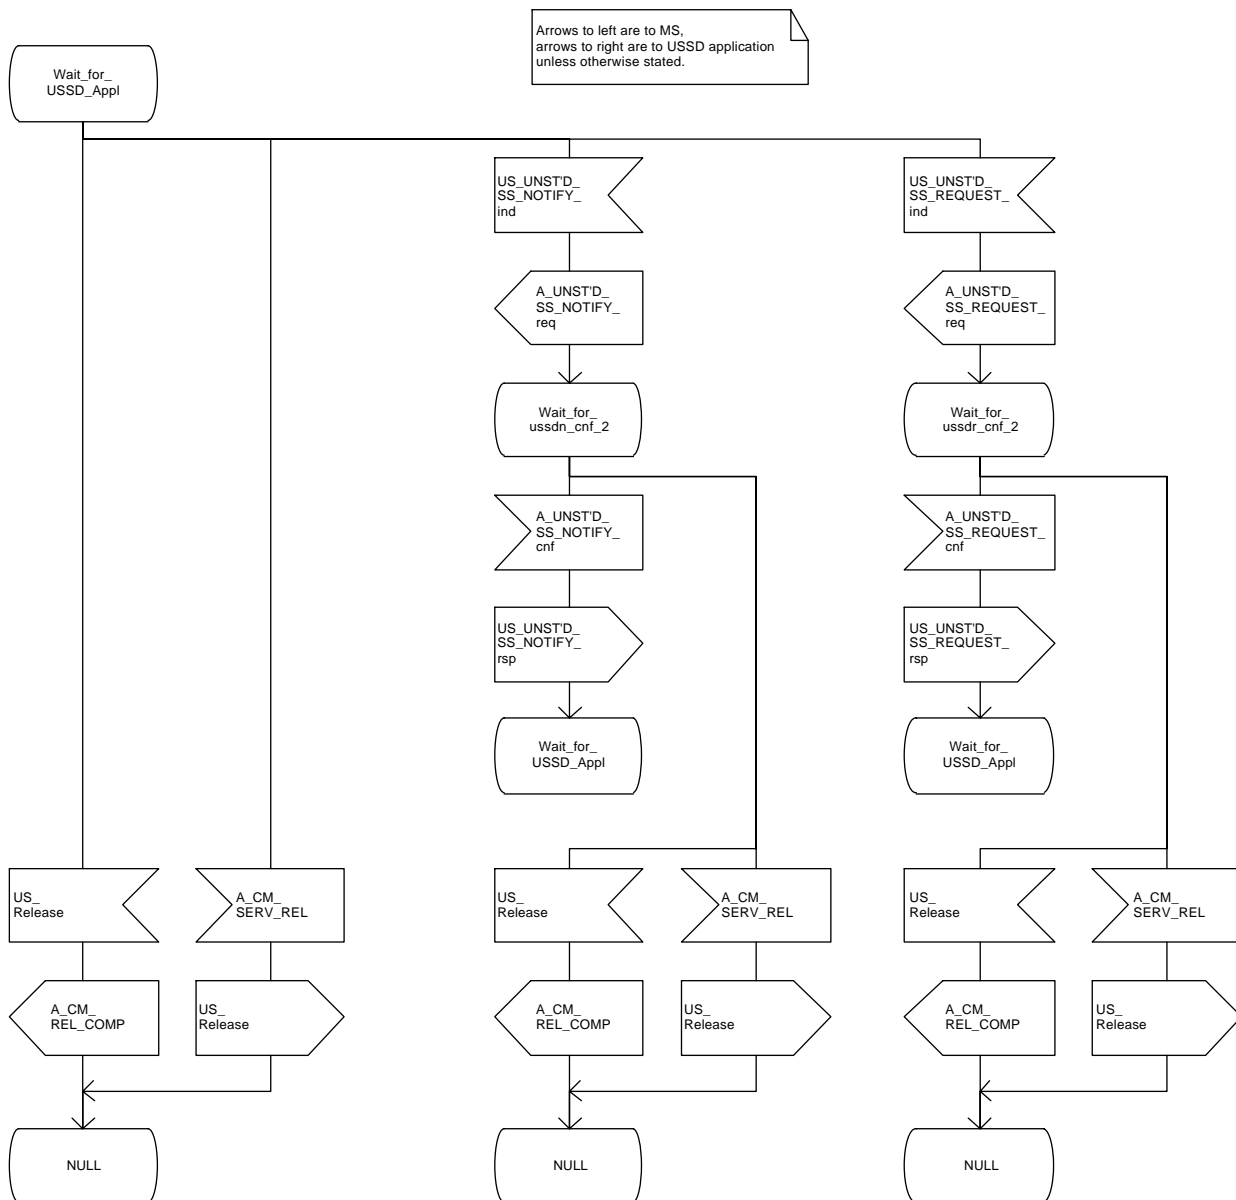 Arrows to left are to MS,
arrows to right are to USSD application
unless otherwise stated.
Wait_for_
USSD_Appl
US_UNST'D_
SS_NOTIFY_
ind
US_UNST'D_
SS_REQUEST_
ind
A_UNST'D_
SS_NOTIFY_
req
A_UNST'D_
SS_REQUEST_
req
Wait_for_
ussdn_cnf_2
Wait_for_
ussdr_cnf_2
A_UNST'D_
SS_NOTIFY_
cnf
A_UNST'D_
SS_REQUEST_
cnf
US_UNST'D_
SS_NOTIFY_
rsp
US_UNST'D_
SS_REQUEST_
rsp
Wait_for_
USSD_Appl
Wait_for_
USSD_Appl
US_
Release
A_CM_
SERV_REL
US_
Release
A_CM_
SERV_REL
US_
Release
A_CM_
SERV_REL
A_CM_
REL_COMP
US_
Release
A_CM_
REL_COMP
US_
Release
A_CM_
REL_COMP
US_
Release
NULL
NULL
NULL